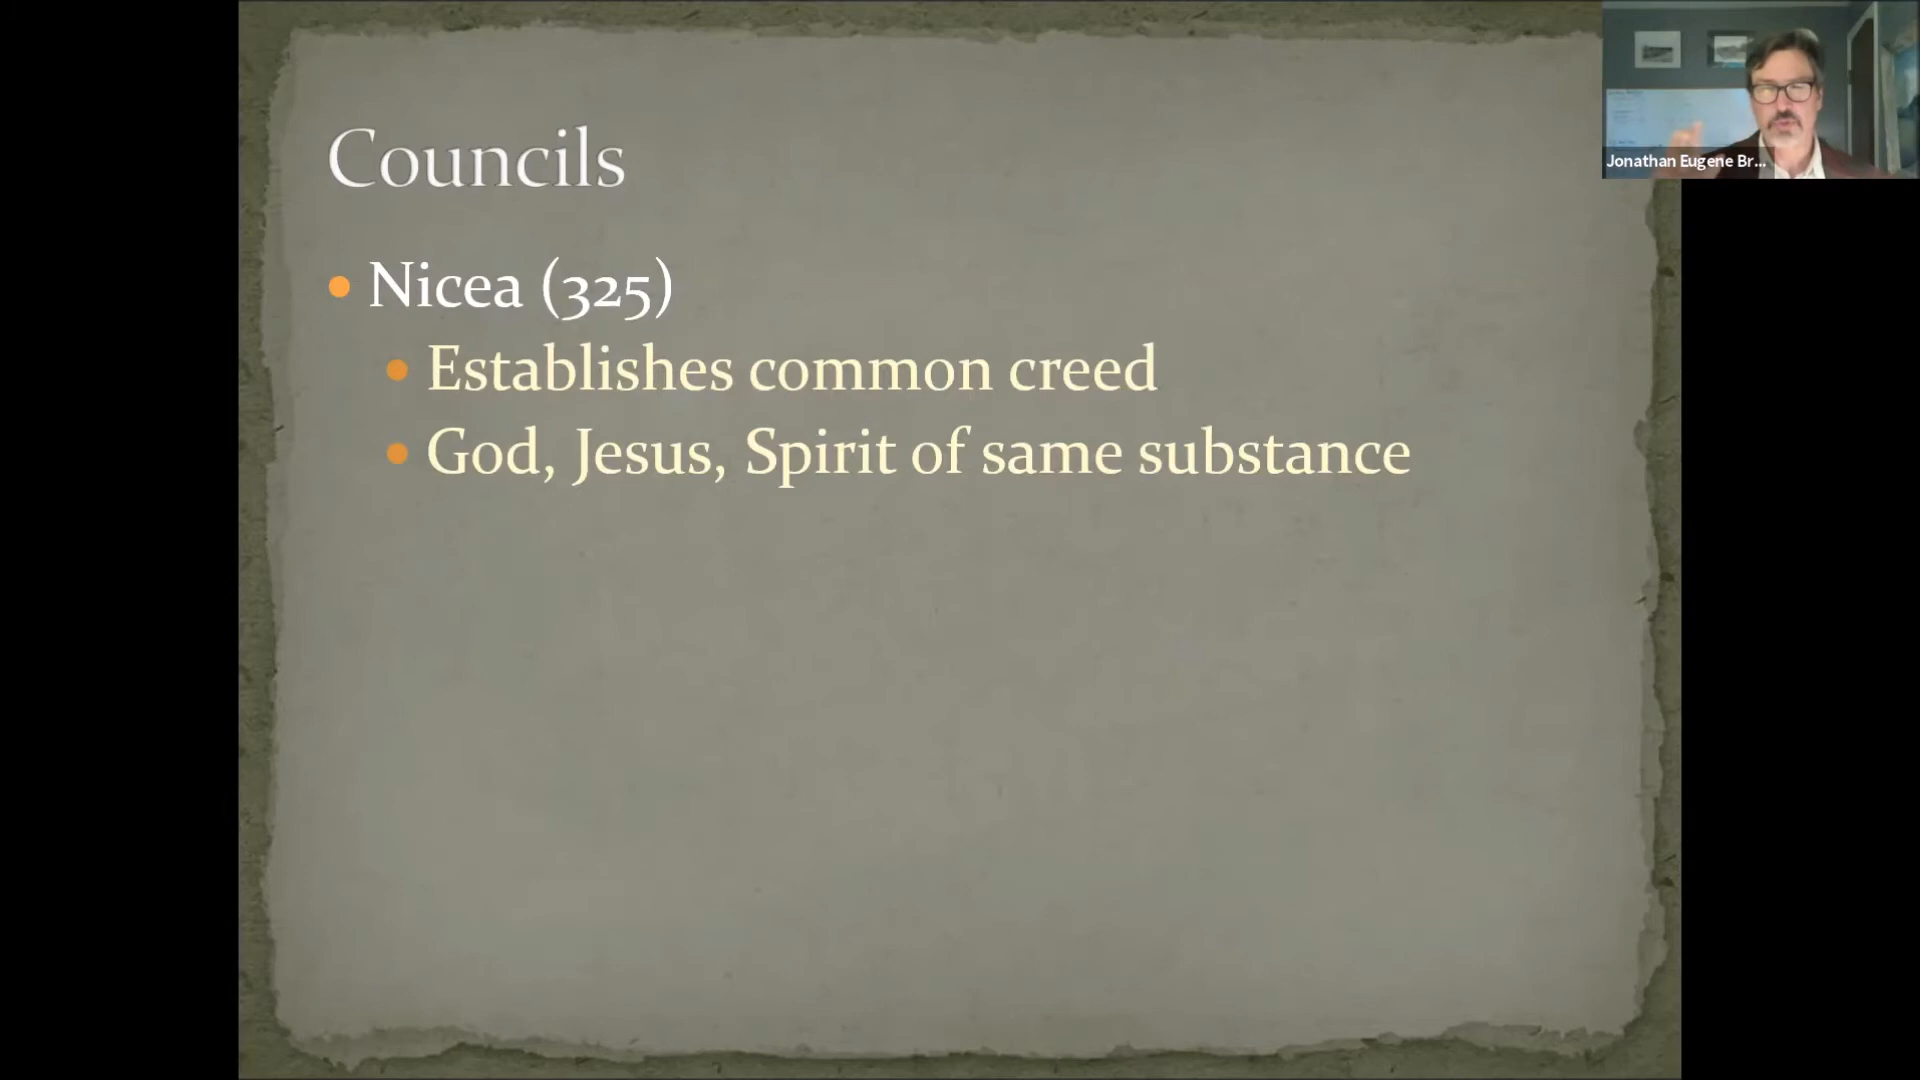 Councils
Nicea (325)
Establishes common creed
God, Jesus, Spirit of same substance
Jonathan Eugene Br...